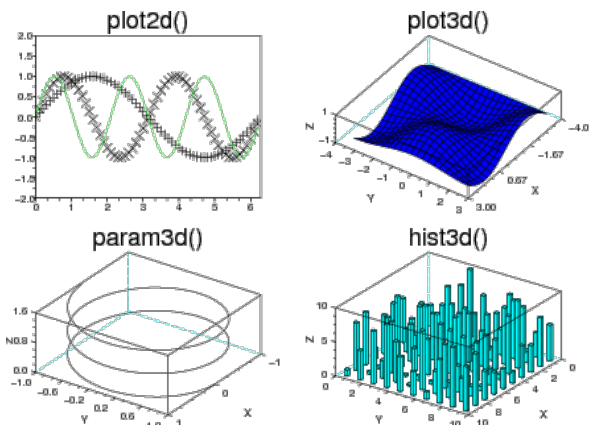 plot2d()
2.0
1.5
1.0
0.5
0.0
-0.5
-1.0
-1.5
-2.0
0 1 2 3 4 5 6
plot3d()
1
Z
-1
-4 -3 -2 -1 0 1 2 3
Y
-4.0
-1.67
0.67
3.00
X
param3d()
1.6
Z0.8
0.0
-1.0
-0.6
-0.2
0.2
0.6
Y
-1
0
1
X
hist3d()
10
Z 5
0
0 2 4 6 8 10
Y
0
2
4
6
8
10
X